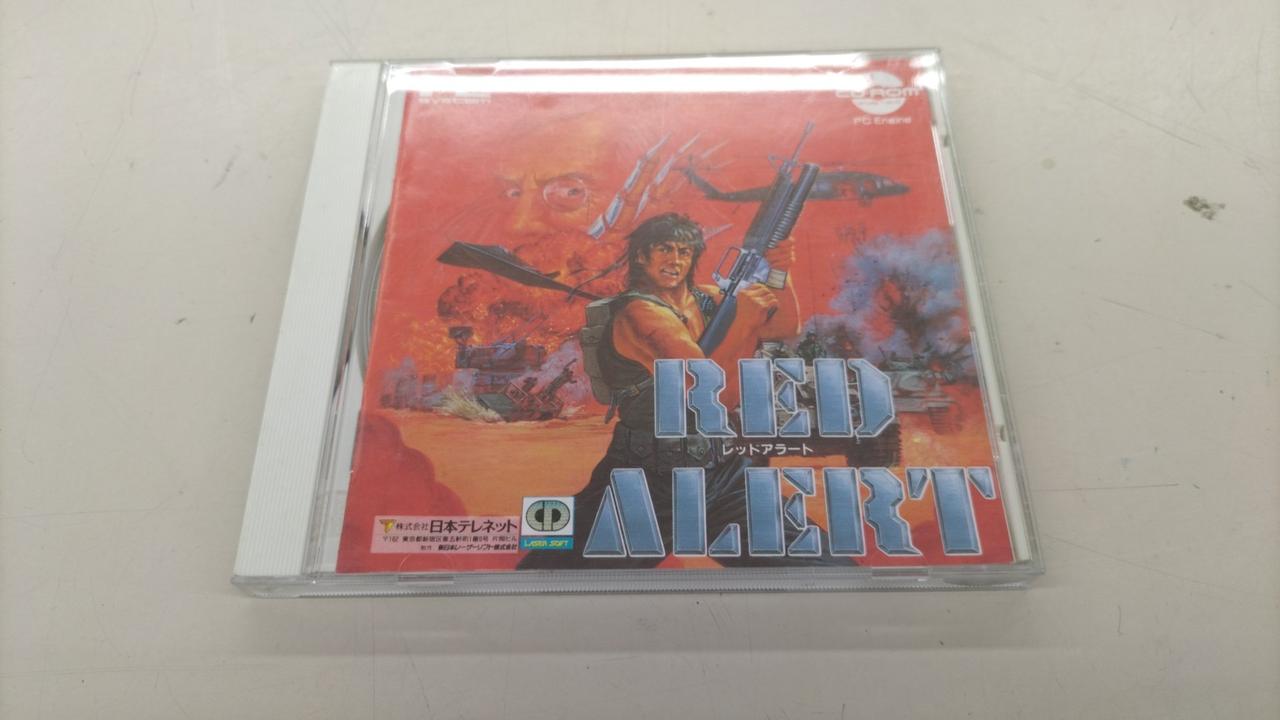 SYSTEM
CD-ROM
PC Engine
RED
レッドアラート
ALERT
株式会社 日本テレネット
LASER SOFT